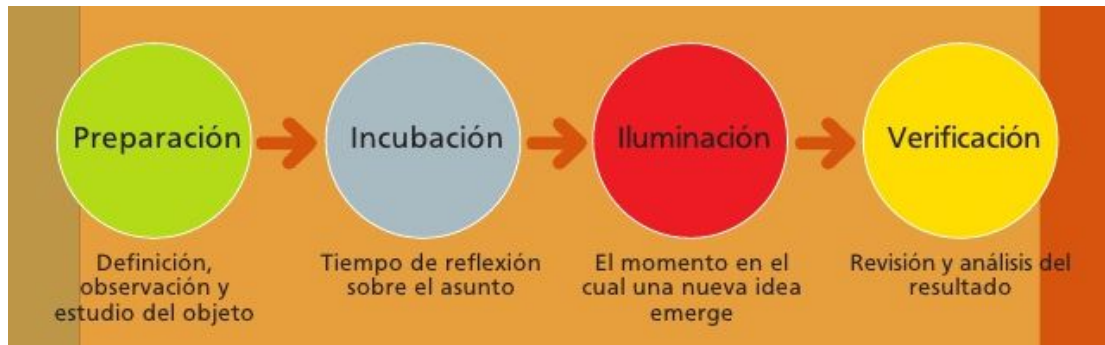 Preparación
Incubación
Iluminación
Verificación
Definición,
observación y
estudio del objeto
Tiempo de reflexión
sobre el asunto
El momento en el
cual una nueva idea
emerge
Revisión y análisis del
resultado